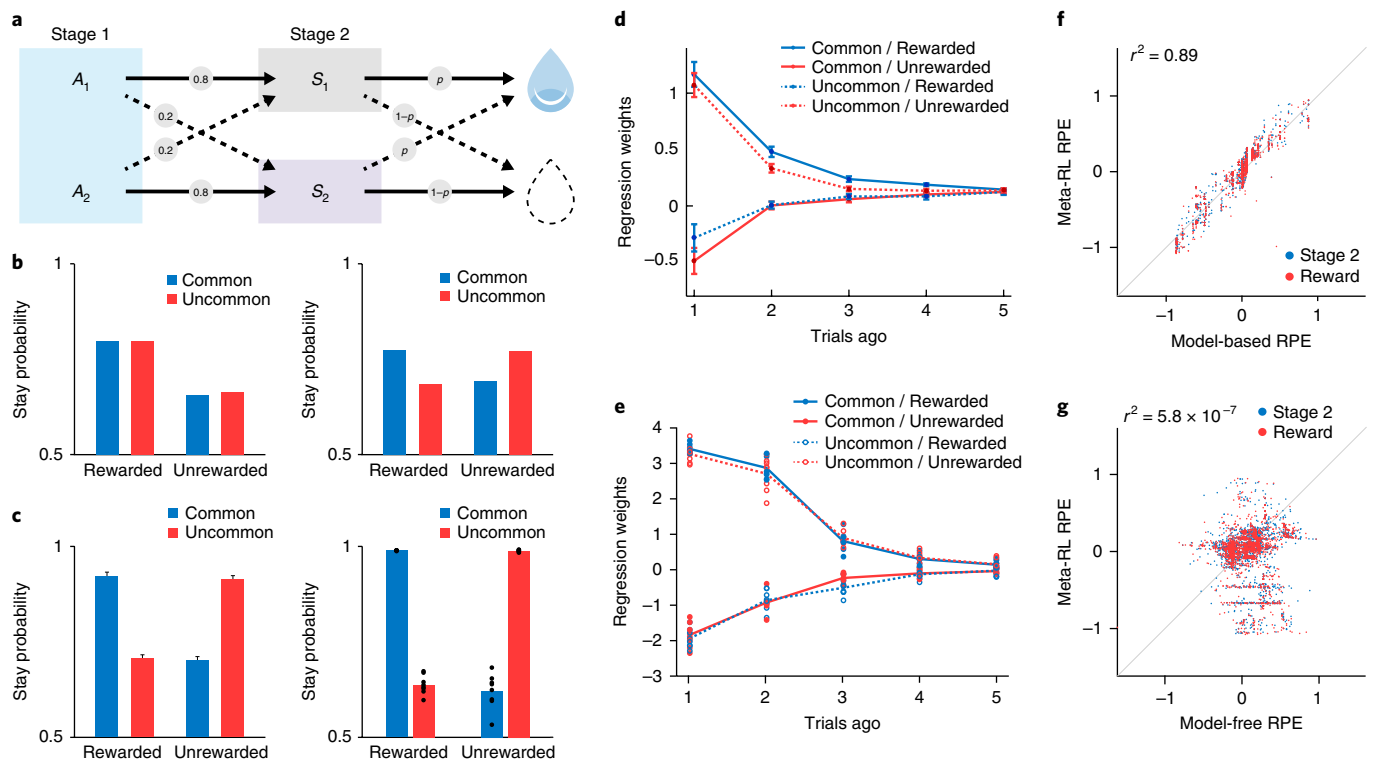 a
Stage 1
Stage 2
A1
0.8
S1
p
0.2
1–p
0.2
p
A2
0.8
S2
1–p
b
1
Common
Uncommon
Stay probability
0.5
Rewarded
Unrewarded
1
Common
Uncommon
Stay probability
0.5
Rewarded
Unrewarded
c
Common
Uncommon
1
Stay probability
0.5
Rewarded
Unrewarded
Common
Uncommon
1
Stay probability
0.5
Rewarded
Unrewarded
d
Common / Rewarded
Common / Unrewarded
Uncommon / Rewarded
Uncommon / Unrewarded
Regression weights
1
0.5
0
–0.5
1 2 3 4 5
Trials ago
e
Common / Rewarded
Common / Unrewarded
Uncommon / Rewarded
Uncommon / Unrewarded
Regression weights
4
3
2
1
0
–1
–2
–3
1 2 3 4 5
Trials ago
f
r² = 0.89
Meta-RL RPE
1
0
–1
Stage 2
Reward
–1 0 1
Model-based RPE
g
r² = 5.8 × 10⁻⁷
Stage 2
Reward
Meta-RL RPE
1
0
–1
–1 0 1
Model-free RPE